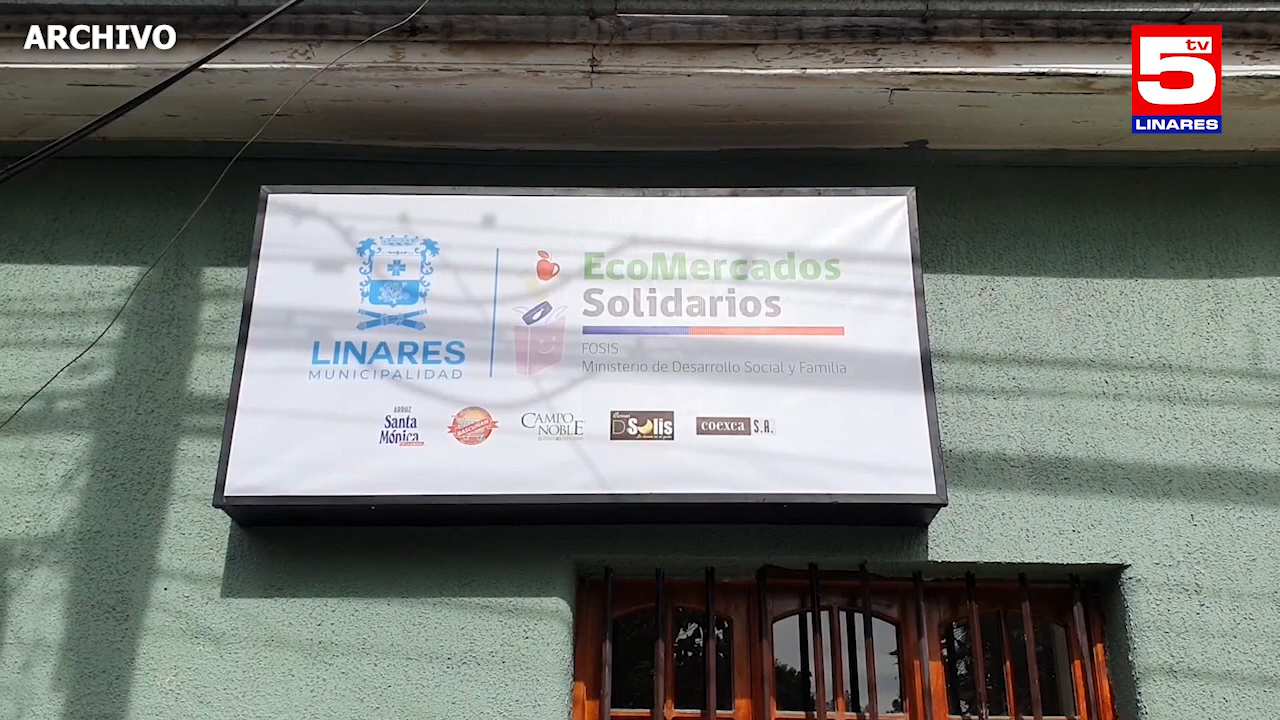 ARCHIVO
5
tv
LINARES
LINARES
MUNICIPALIDAD
EcoMercados
Solidarios
FOSIS
Ministerio de Desarrollo Social y Familia
ARROZ
Santa
Mónica
BASCUÑAN
CAMPO
NOBLE
DSolis
coexca S.A.